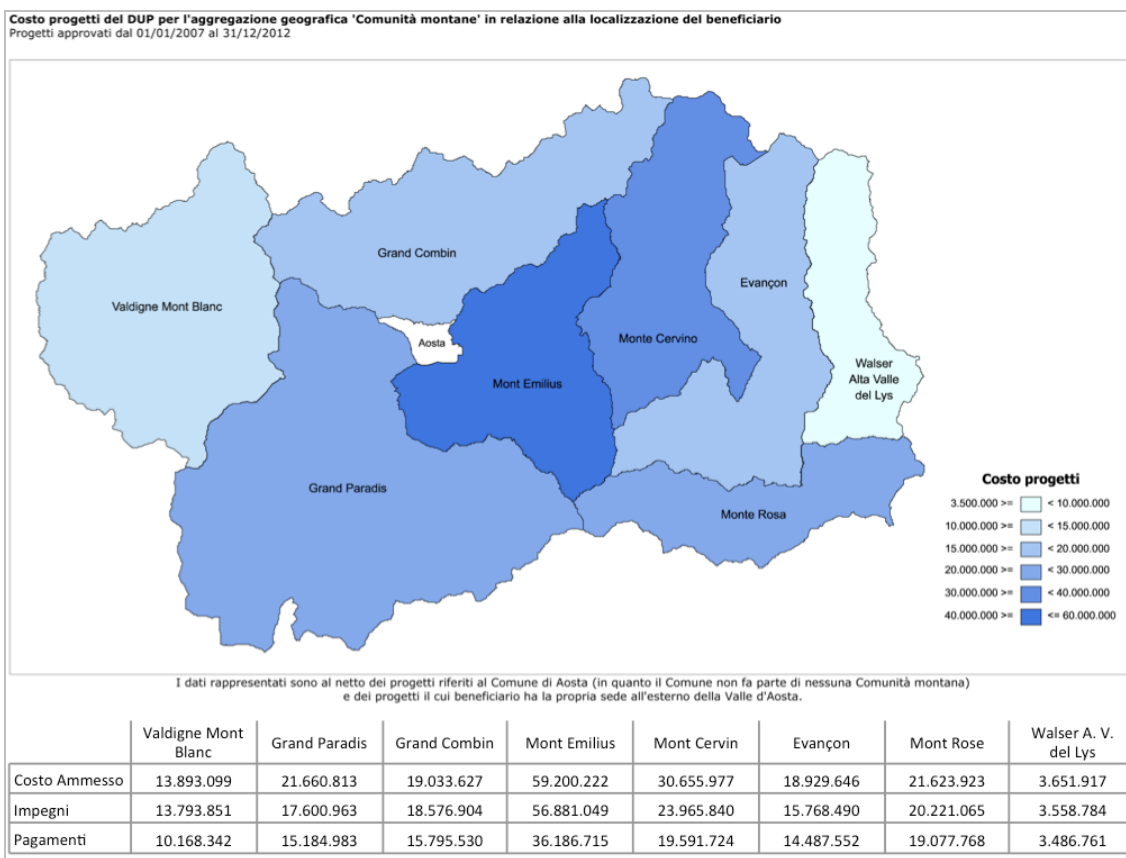 Costo progetti del DUP per l'aggregazione geografica 'Comunità montane' in relazione alla localizzazione del beneficiario
Progetti approvati dal 01/01/2007 al 31/12/2012
Grand Combin
Evançon
Valdigne Mont Blanc
Monte Cervino
Aosta
Walser
Alta Valle
del Lys
Mont Emilius
Grand Paradis
Monte Rosa
Costo progetti
3.500.000 >= < 10.000.000
10.000.000 >= < 15.000.000
15.000.000 >= < 20.000.000
20.000.000 >= < 30.000.000
30.000.000 >= < 40.000.000
40.000.000 >= <= 60.000.000
I dati rappresentati sono al netto dei progetti riferiti al Comune di Aosta (in quanto il Comune non fa parte di nessuna Comunità montana)
e dei progetti il cui beneficiario ha la propria sede all'esterno della Valle d'Aosta.
Valdigne Mont Blanc Grand Paradis Grand Combin Mont Emilius Mont Cervin Evançon Mont Rose Walser A. V. del Lys
Costo Ammesso 13.893.099 21.660.813 19.033.627 59.200.222 30.655.977 18.929.646 21.623.923 3.651.917
Impegni 13.793.851 17.600.963 18.576.904 56.881.049 23.965.840 15.768.490 20.221.065 3.558.784
Pagamenti 10.168.342 15.184.983 15.795.530 36.186.715 19.591.724 14.487.552 19.077.768 3.486.761